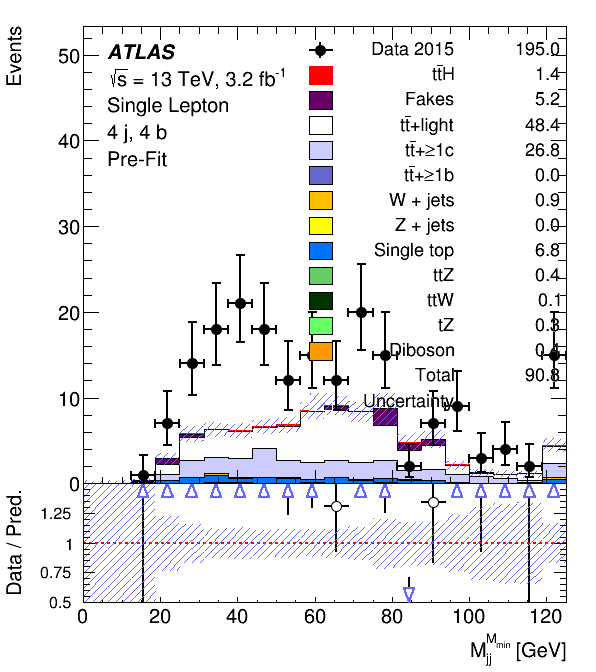 Events
50
40
30
20
10
0
ATLAS
√s = 13 TeV, 3.2 fb⁻¹
Single Lepton
4 j, 4 b
Pre-Fit
Data 2015 195.0
tt̄H 1.4
Fakes 5.2
tt̄+light 48.4
tt̄+≥1c 26.8
tt̄+≥1b 0.0
W + jets 0.9
Z + jets 0.0
Single top 6.8
ttZ 0.4
ttW 0.1
tZ 0.3
Diboson 0.4
Total 90.8
Uncertainty
Data / Pred.
1.25
1
0.75
0.5
0 20 40 60 80 100 120
M_jj^M_min [GeV]